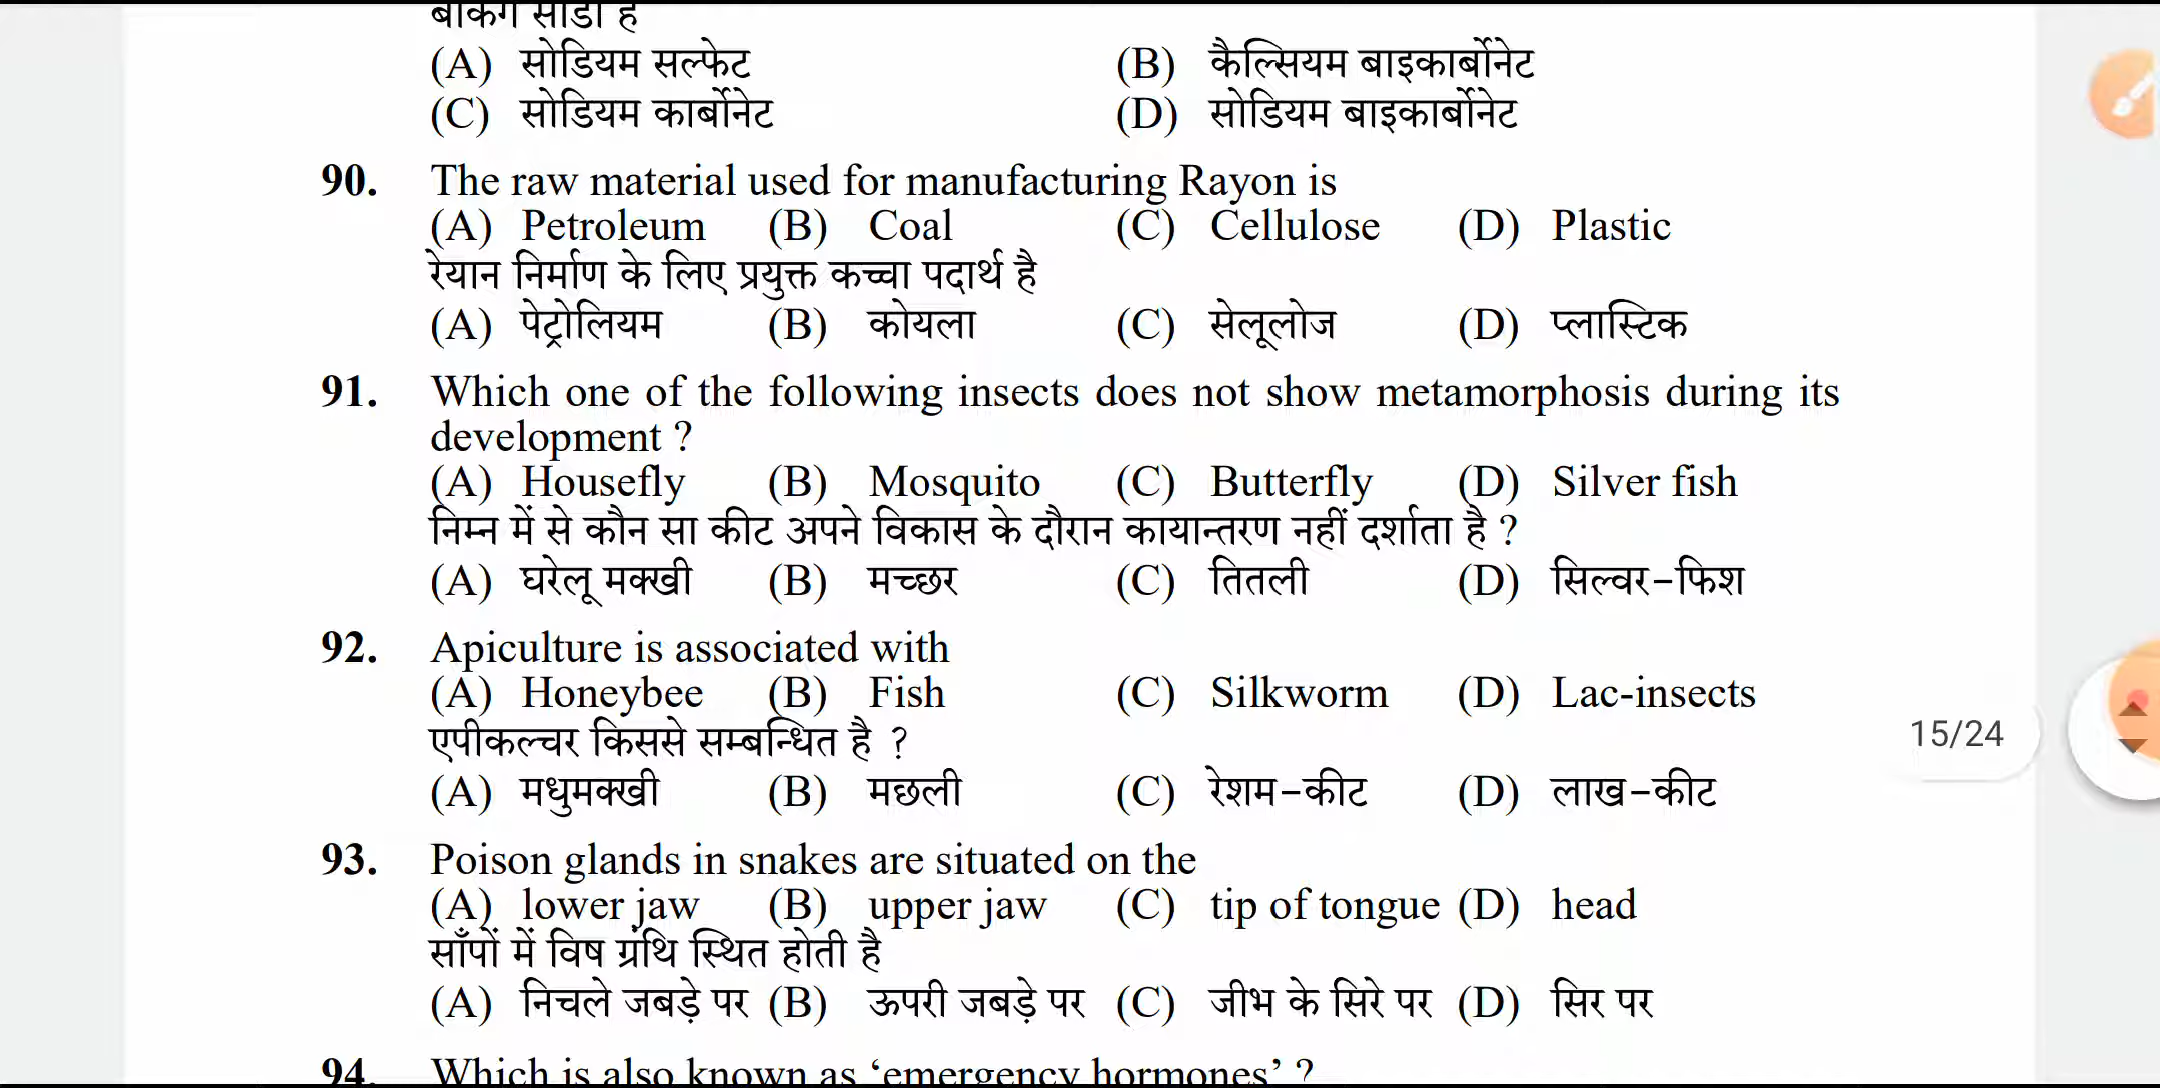 बेकिंग सोडा है
(A) सोडियम सल्फेट (B) कैल्सियम बाइकार्बोनेट
(C) सोडियम कार्बोनेट (D) सोडियम बाइकार्बोनेट
90. The raw material used for manufacturing Rayon is
(A) Petroleum (B) Coal (C) Cellulose (D) Plastic
रेयान निर्माण के लिए प्रयुक्त कच्चा पदार्थ है
(A) पेट्रोलियम (B) कोयला (C) सेलूलोज (D) प्लास्टिक
91. Which one of the following insects does not show metamorphosis during its
development ?
(A) Housefly (B) Mosquito (C) Butterfly (D) Silver fish
निम्न में से कौन सा कीट अपने विकास के दौरान कायान्तरण नहीं दर्शाता है ?
(A) घरेलू मक्खी (B) मच्छर (C) तितली (D) सिल्वर-फिश
92. Apiculture is associated with
(A) Honeybee (B) Fish (C) Silkworm (D) Lac-insects
एपीकल्चर किससे सम्बन्धित है ?
(A) मधुमक्खी (B) मछली (C) रेशम-कीट (D) लाख-कीट
15/24
93. Poison glands in snakes are situated on the
(A) lower jaw (B) upper jaw (C) tip of tongue (D) head
साँपों में विष ग्रंथि स्थित होती है
(A) निचले जबड़े पर (B) ऊपरी जबड़े पर (C) जीभ के सिरे पर (D) सिर पर
94. Which is also known as ‘emergency hormones’ ?